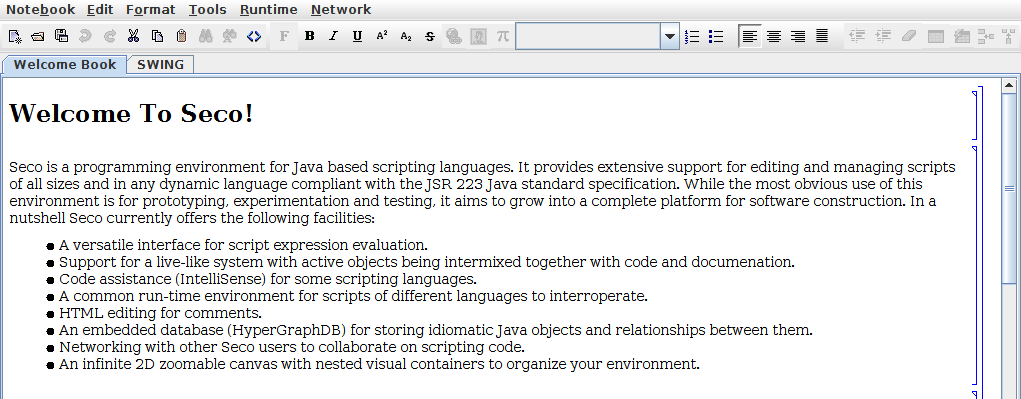 Notebook Edit Format Tools Runtime Network
F B I U A² A₂ S π
Welcome Book SWING
Welcome To Seco!
Seco is a programming environment for Java based scripting languages. It provides extensive support for editing and managing scripts
of all sizes and in any dynamic language compliant with the JSR 223 Java standard specification. While the most obvious use of this
environment is for prototyping, experimentation and testing, it aims to grow into a complete platform for software construction. In a
nutshell Seco currently offers the following facilities:
● A versatile interface for script expression evaluation.
● Support for a live-like system with active objects being intermixed together with code and documenation.
● Code assistance (IntelliSense) for some scripting languages.
● A common run-time environment for scripts of different languages to interroperate.
● HTML editing for comments.
● An embedded database (HyperGraphDB) for storing idiomatic Java objects and relationships between them.
● Networking with other Seco users to collaborate on scripting code.
● An infinite 2D zoomable canvas with nested visual containers to organize your environment.